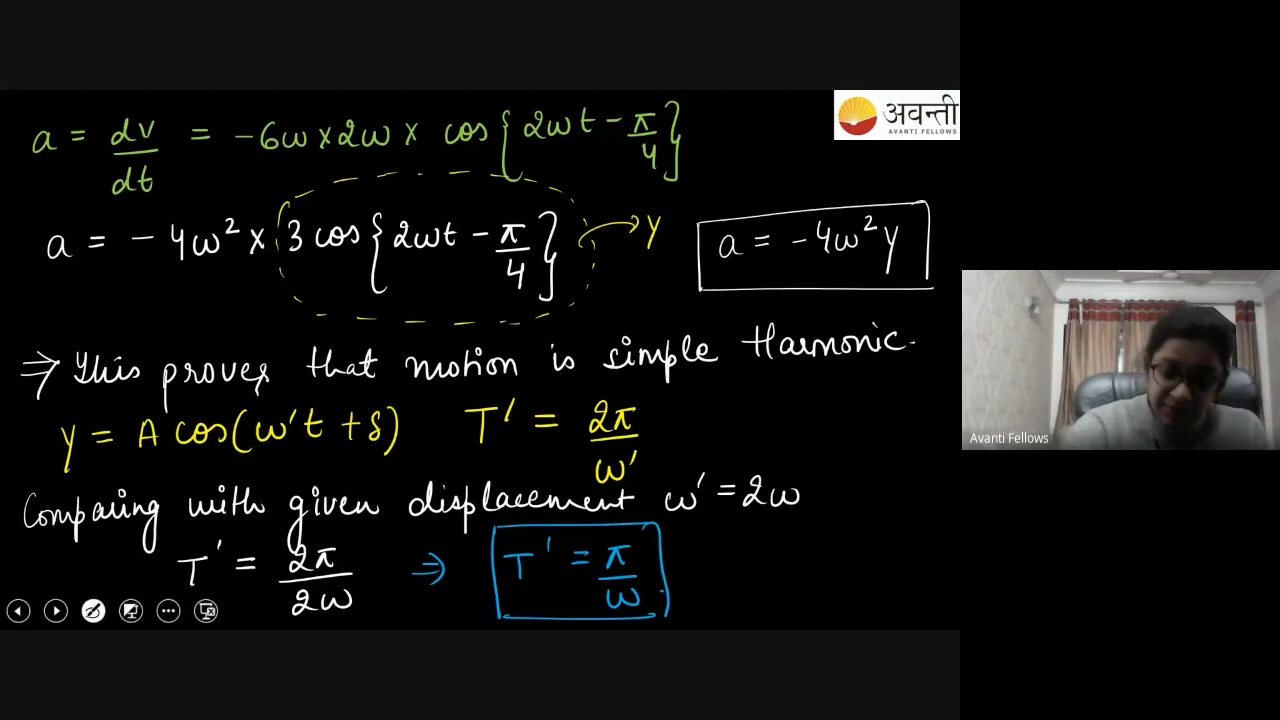 अवन्ती
AVANTI FELLOWS
a = dv/dt = -6ω×2ω× cos{2ωt - π/4}
a = -4ω² × 3 cos{2ωt - π/4} → y
a = -4ω²y
⇒ This proves that motion is simple Harmonic.
y = A cos(ω't + δ) T' = 2π/ω'
Comparing with given displacement ω' = 2ω
T' = 2π/2ω ⇒ T' = π/ω
Avanti Fellows